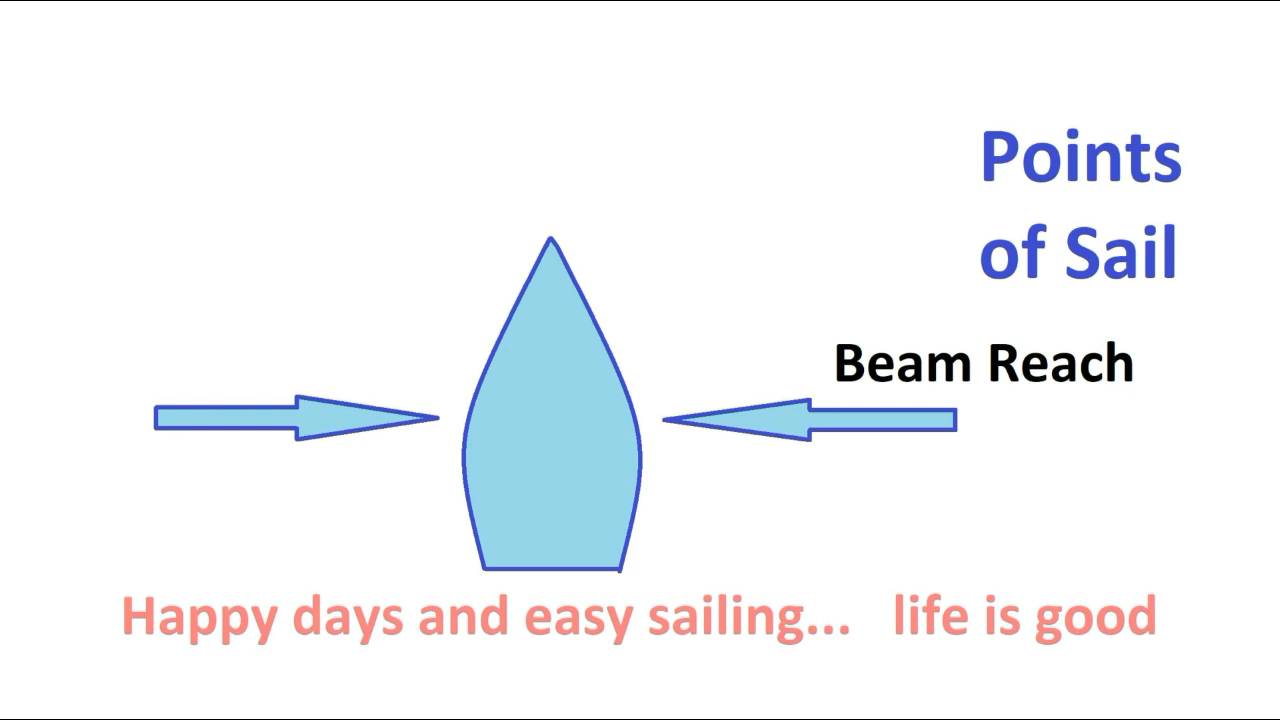 Points
of Sail
Beam Reach
Happy days and easy sailing... life is good